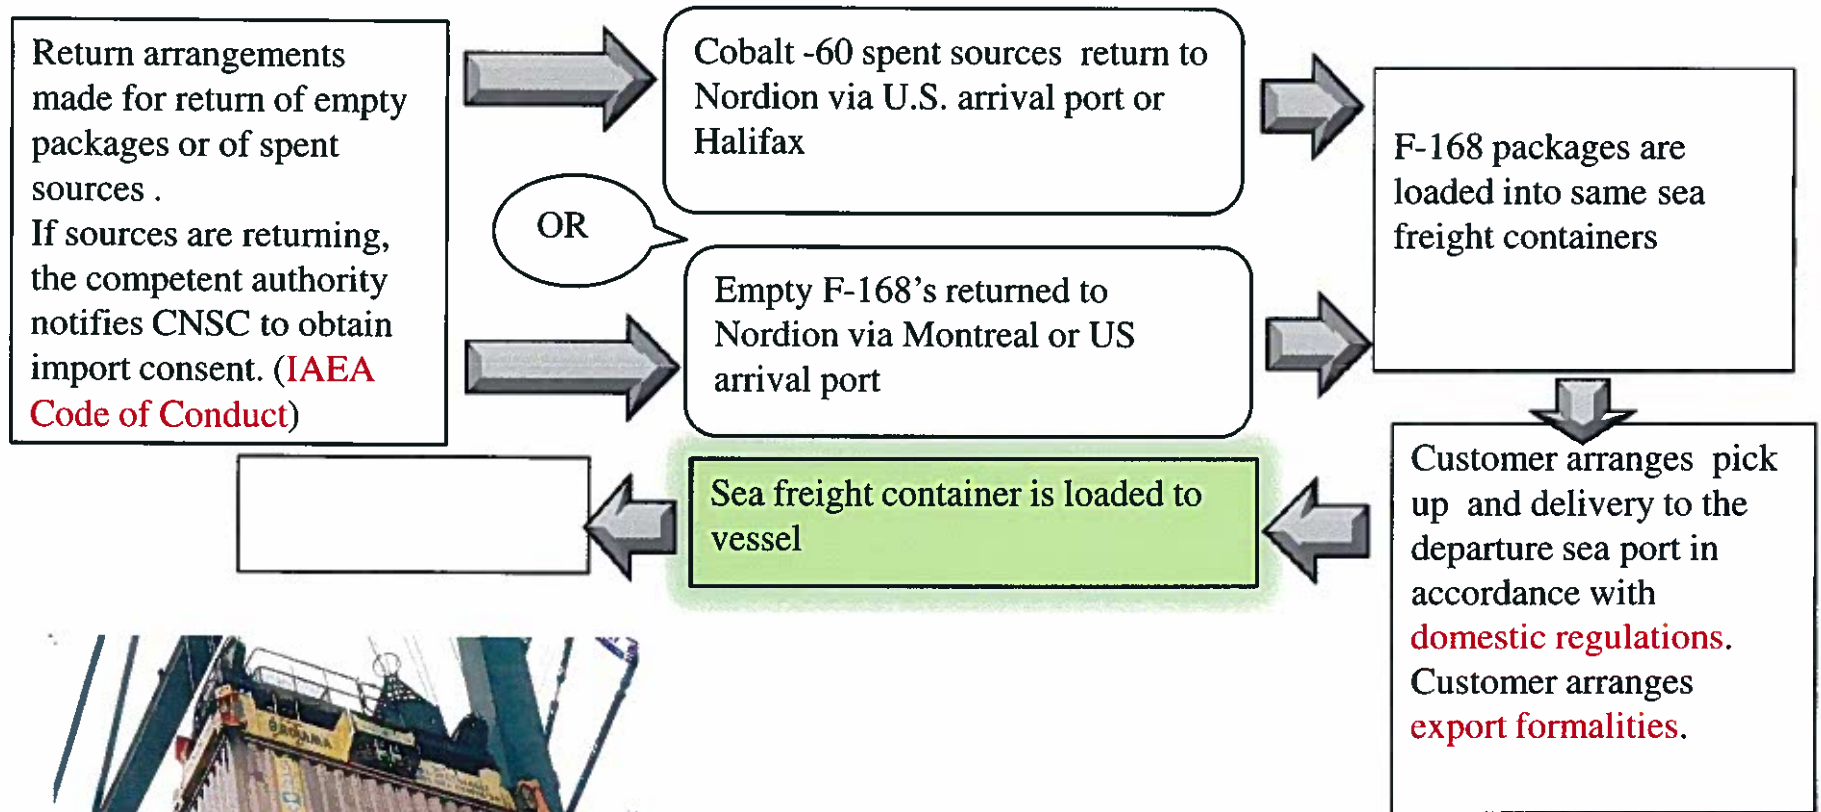 Return arrangements
made for return of empty
packages or of spent
sources .
If sources are returning,
the competent authority
notifies CNSC to obtain
import consent. (IAEA
Code of Conduct)
Cobalt -60 spent sources return to
Nordion via U.S. arrival port or
Halifax
OR
Empty F-168’s returned to
Nordion via Montreal or US
arrival port
F-168 packages are
loaded into same sea
freight containers
Customer arranges pick
up and delivery to the
departure sea port in
accordance with
domestic regulations.
Customer arranges
export formalities.
Sea freight container is loaded to
vessel